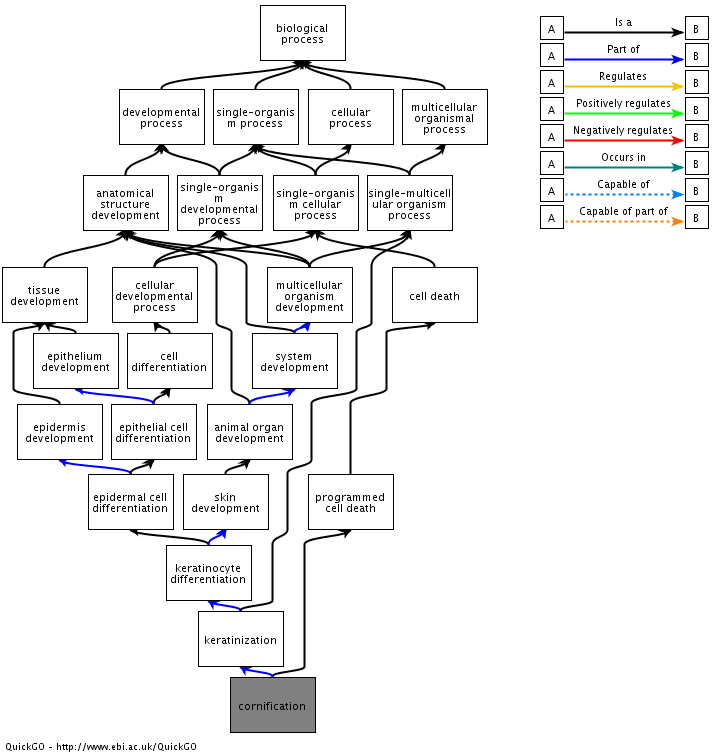 biological
process
Is a
A
B
Part of
A
B
Regulates
A
B
developmental
process
single-organis
m process
cellular
process
multicellular
organismal
process
Positively regulates
A
B
Negatively regulates
A
B
Occurs in
A
B
Capable of
A
B
Capable of part of
A
B
anatomical
structure
development
single-organis
m
developmental
process
single-organis
m cellular
process
single-multicell
ular organism
process
tissue
development
cellular
developmental
process
multicellular
organism
development
cell death
epithelium
development
cell
differentiation
system
development
epidermis
development
epithelial cell
differentiation
animal organ
development
epidermal cell
differentiation
skin
development
programmed
cell death
keratinocyte
differentiation
keratinization
cornification
QuickGO - http://www.ebi.ac.uk/QuickGO